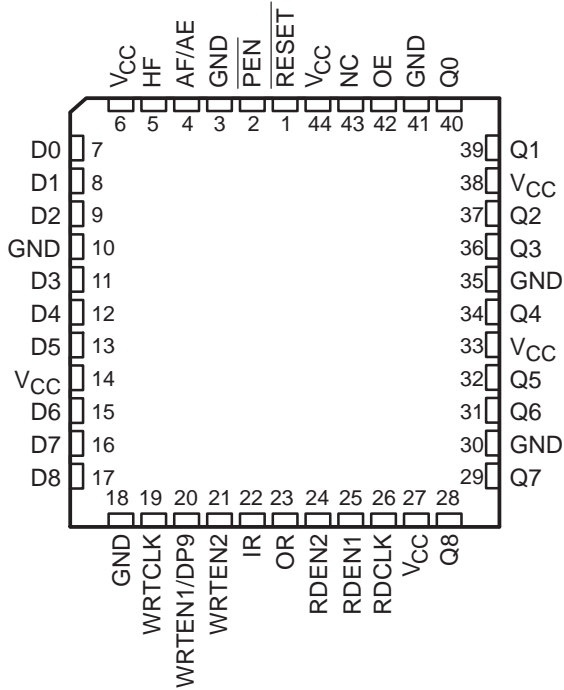 VCC
HF
AF/AE
GND
PEN
RESET
VCC
NC
OE
GND
Q0
6 5 4 3 2 1 44 43 42 41 40
D0 7 39 Q1
D1 8 38 VCC
D2 9 37 Q2
GND 10 36 Q3
D3 11 35 GND
D4 12 34 Q4
D5 13 33 VCC
VCC 14 32 Q5
D6 15 31 Q6
D7 16 30 GND
D8 17 29 Q7
18 19 20 21 22 23 24 25 26 27 28
GND
WRTCLK
WRTEN1/DP9
WRTEN2
IR
OR
RDEN2
RDEN1
RDCLK
VCC
Q8